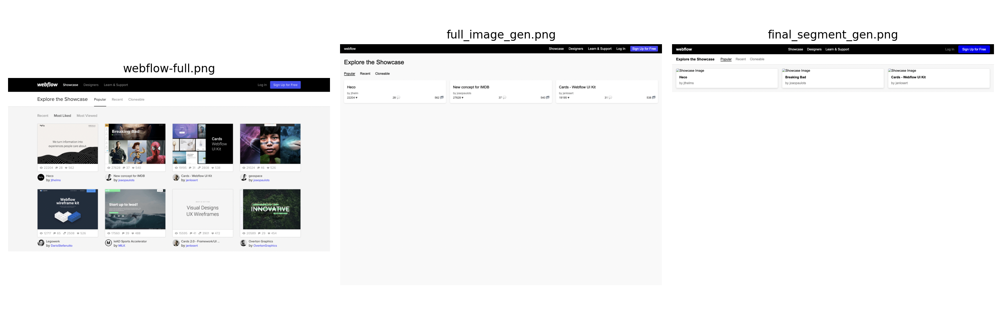 webflow-full.png
webflow Showcase Designers Learn & Support Log In Sign Up for Free
Explore the Showcase Popular Recent Cloneable
Recent Most Liked Most Viewed
HeCo
We turn information into
experiences people care about.
Breaking Bad
Cards
Webflow
UI Kit
22204 28 562
27628 37 540
19195 31 2808 538
21024 46 526
Heco
by jthelms
New concept for IMDB
by joaopaulots
Cards - Webflow UI Kit
by janlosert
geospace
by joaopaulots
Webflow
wireframe kit
Start up to lead!
Visual Designs
UX Wireframes
CREATOR OF
INNOVATIVE
12717 65 2508 526
17560 39 488
15595 41 3901 472
20589 29 454
Legowerk
by DarioStefanutto
M
leAD Sports Accelerator
by MILK
Cards 2.0 - Framework/UI ...
by janlosert
Overton Graphics
by OvertonGraphics
full_image_gen.png
webflow Showcase Designers Learn & Support Log In Sign Up for Free
Explore the Showcase
Popular Recent Cloneable
Heco
by jthelm
22204 ♥ 28 💬 562
New concept for IMDB
by joaopaulots
27628 ♥ 37 💬 540
Cards - Webflow UI Kit
by janlosert
19195 ♥ 31 💬 538
final_segment_gen.png
webflow Showcase Designers Learn & Support Log In Sign Up for Free
Explore the Showcase Popular Recent Cloneable
Showcase Image
Heco
by jthelms
Showcase Image
Breaking Bad
by joaopaulots
Showcase Image
Cards - Webflow UI Kit
by janlosert